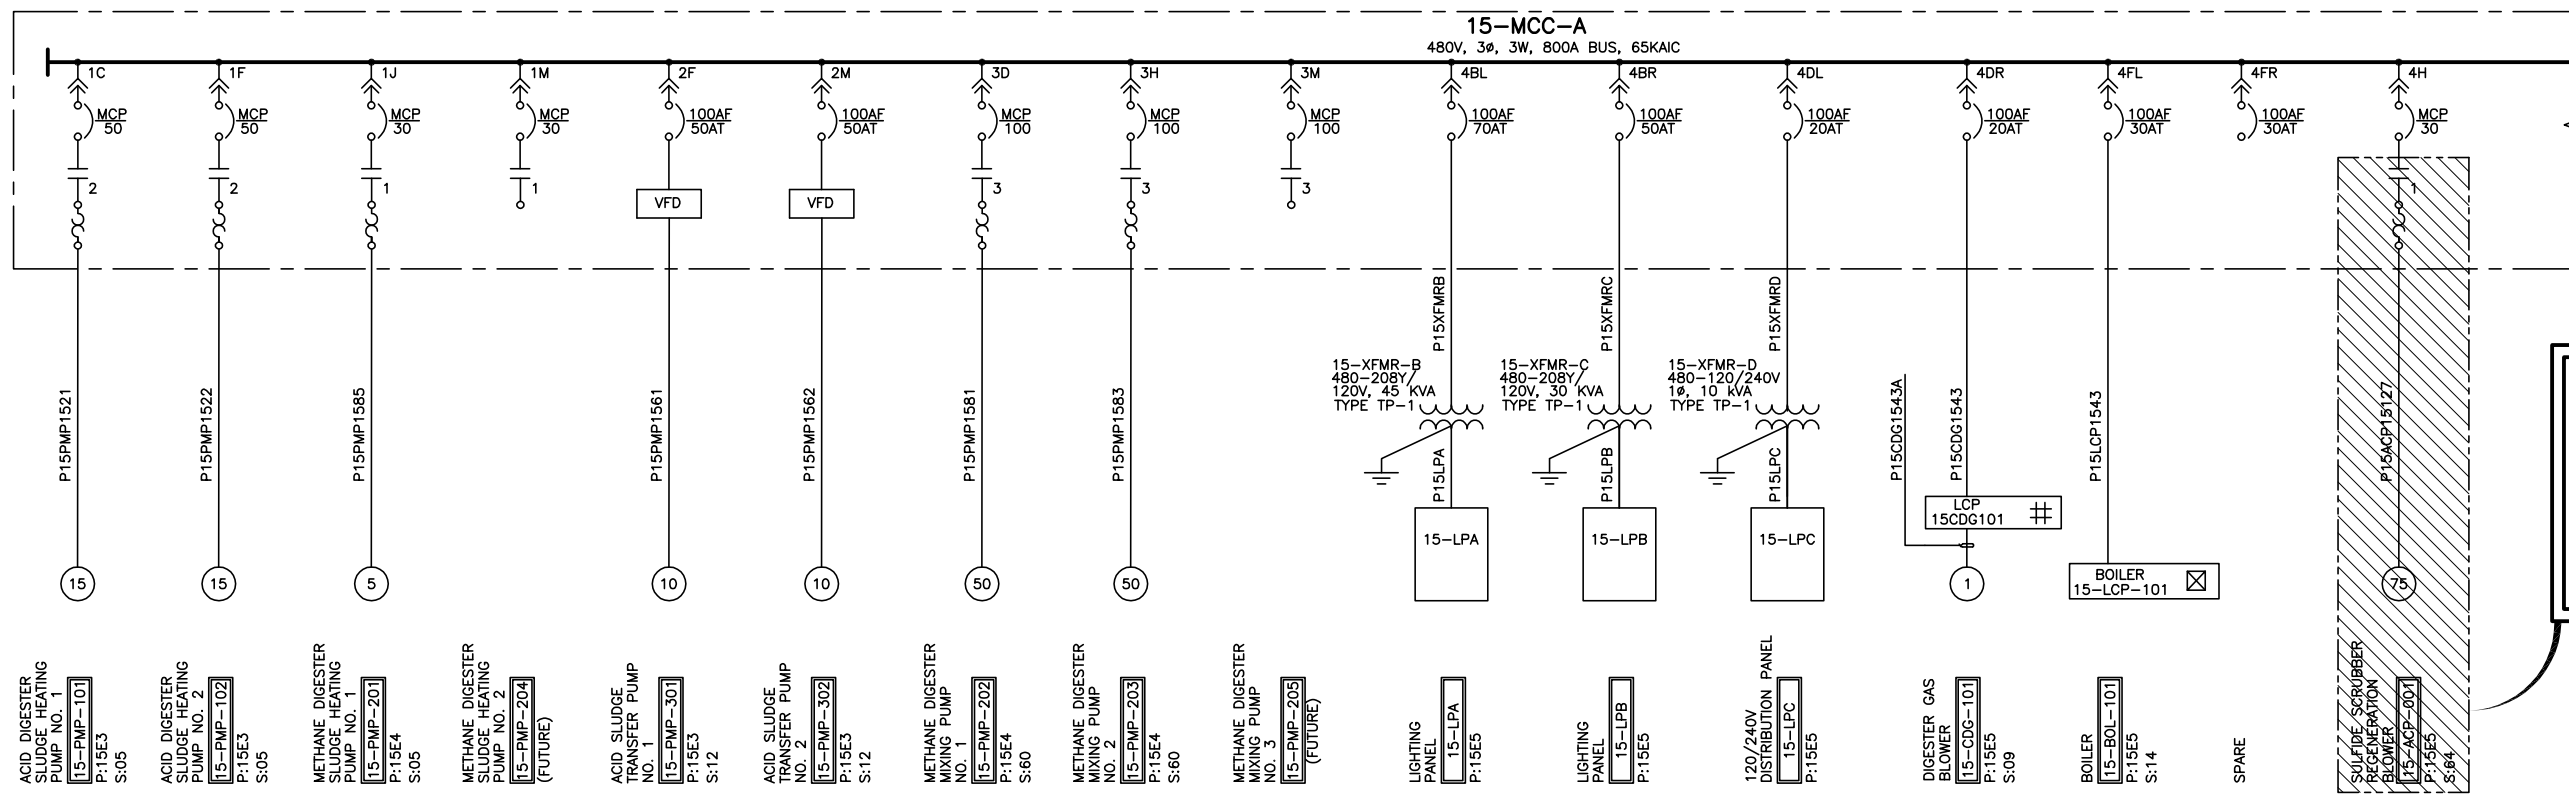 15-MCC-A
480V, 3ø, 3W, 800A BUS, 65KAIC
1C
MCP
50
2
P15PMP1521
15
ACID DIGESTER
SLUDGE HEATING
PUMP NO. 1
15-PMP-101
P:15E3
S:05
1F
MCP
50
2
P15PMP1522
15
ACID DIGESTER
SLUDGE HEATING
PUMP NO. 2
15-PMP-102
P:15E3
S:05
1J
MCP
30
1
P15PMP1585
5
METHANE DIGESTER
SLUDGE HEATING
PUMP NO. 1
15-PMP-201
P:15E4
S:05
1M
MCP
30
1
METHANE DIGESTER
SLUDGE HEATING
PUMP NO. 2
15-PMP-204
(FUTURE)
2F
100AF
50AT
VFD
P15PMP1561
10
ACID SLUDGE
TRANSFER PUMP
NO. 1
15-PMP-301
P:15E3
S:12
2M
100AF
50AT
VFD
P15PMP1562
10
ACID SLUDGE
TRANSFER PUMP
NO. 2
15-PMP-302
P:15E3
S:12
3D
MCP
100
3
P15PMP1581
50
METHANE DIGESTER
MIXING PUMP
NO. 1
15-PMP-202
P:15E4
S:60
3H
MCP
100
3
P15PMP1583
50
METHANE DIGESTER
MIXING PUMP
NO. 2
15-PMP-203
P:15E4
S:60
3M
MCP
100
3
METHANE DIGESTER
MIXING PUMP
NO. 3
15-PMP-205
(FUTURE)
4BL
100AF
70AT
P15XFMRB
15-XFMR-B
480-208Y/
120V, 45 KVA
TYPE TP-1
P15LPA
15-LPA
LIGHTING
PANEL
15-LPA
P:15E5
4BR
100AF
50AT
P15XFMRC
15-XFMR-C
480-208Y/
120V, 30 KVA
TYPE TP-1
P15LPB
15-LPB
LIGHTING
PANEL
15-LPB
P:15E5
4DL
100AF
20AT
P15XFMRD
15-XFMR-D
480-120/240V
1ø, 10 kVA
TYPE TP-1
P15LPC
15-LPC
120/240V
DISTRIBUTION PANEL
15-LPC
P:15E5
4DR
100AF
20AT
P15CDG1543A
P15CDG1543
LCP
15CDG101
1
DIGESTER GAS
BLOWER
15-CDG-101
P:15E5
S:09
4FL
100AF
30AT
P15LCP1543
BOILER
15-LCP-101
BOILER
15-BOL-101
P:15E5
S:14
4FR
100AF
30AT
SPARE
4H
MCP
30
1
P15ACP15127
75
SULFIDE SCRUBBER
REGENERATION
BLOWER
15-ACP-001
P:15E5
S:64